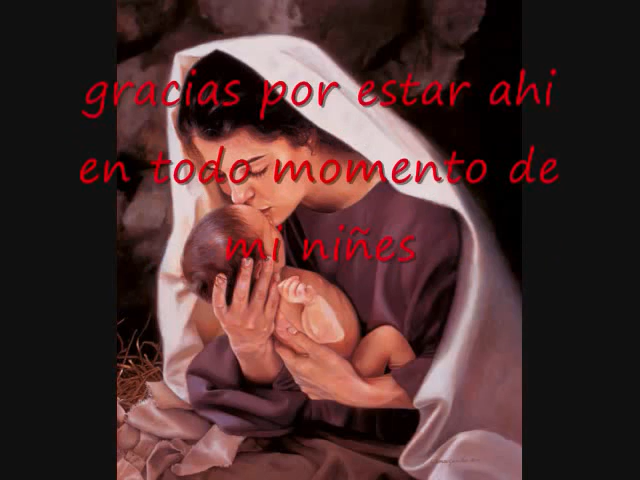 gracias por estar ahi
en todo momento de
mi niñes